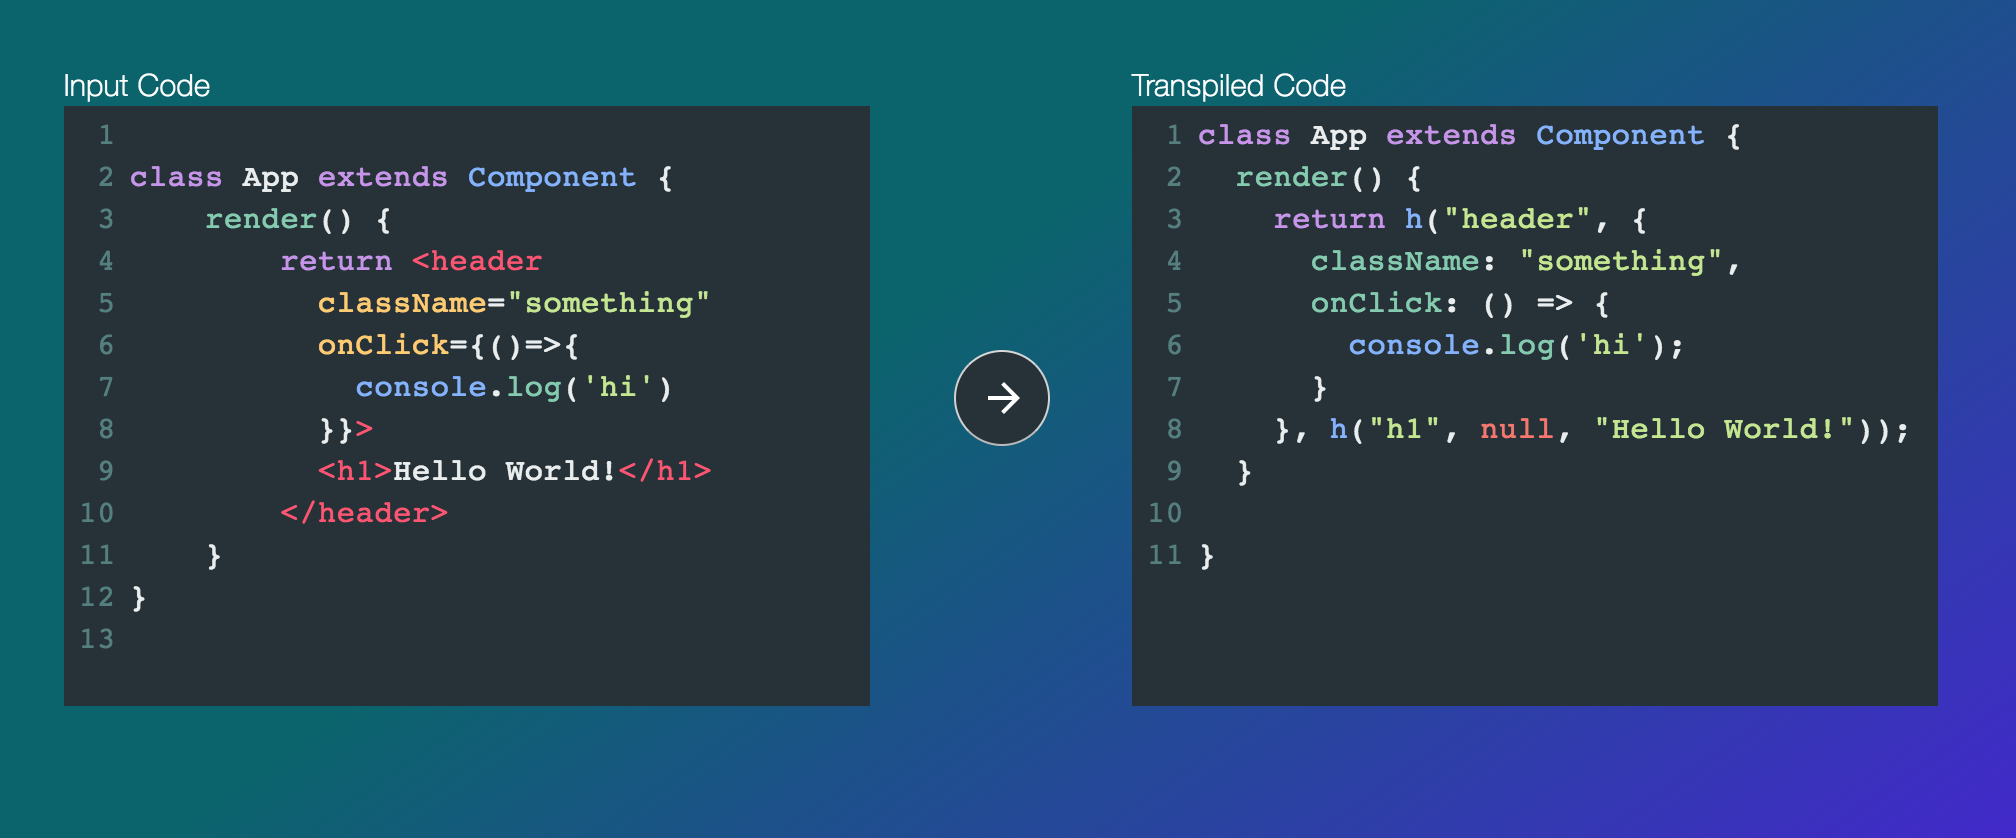 Input Code
1
2 class App extends Component {
3     render() {
4         return <header
5           className="something"
6           onClick={()=>{
7             console.log('hi')
8           }}>
9           <h1>Hello World!</h1>
10         </header>
11     }
12 }
13
Transpiled Code
1 class App extends Component {
2   render() {
3     return h("header", {
4       className: "something",
5       onClick: () => {
6         console.log('hi');
7       }
8     }, h("h1", null, "Hello World!"));
9   }
10
11 }